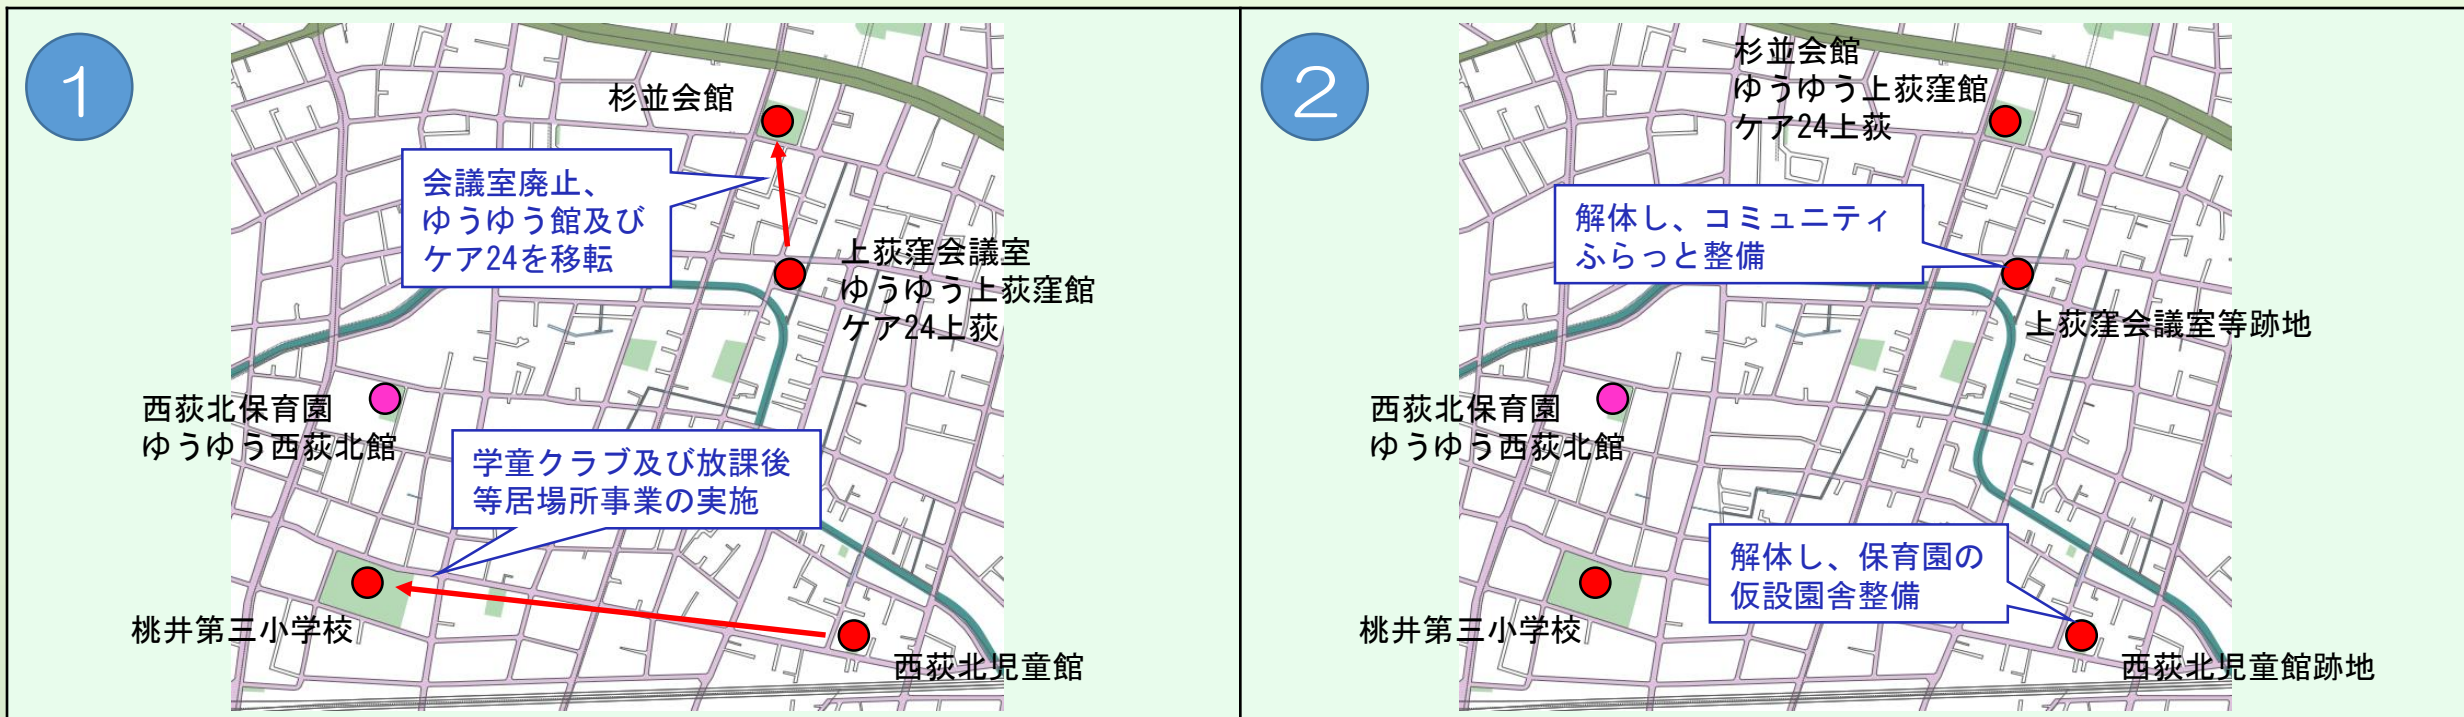 1
杉並会館
会議室廃止、
ゆうゆう館及び
ケア24を移転
上荻窪会議室
ゆうゆう上荻窪館
ケア24上荻
西荻北保育園
ゆうゆう西荻北館
学童クラブ及び放課後
等居場所事業の実施
桃井第三小学校
西荻北児童館
2
杉並会館
ゆうゆう上荻窪館
ケア24上荻
解体し、コミュニティ
ふらっと整備
上荻窪会議室等跡地
西荻北保育園
ゆうゆう西荻北館
解体し、保育園の
仮設園舎整備
桃井第三小学校
西荻北児童館跡地